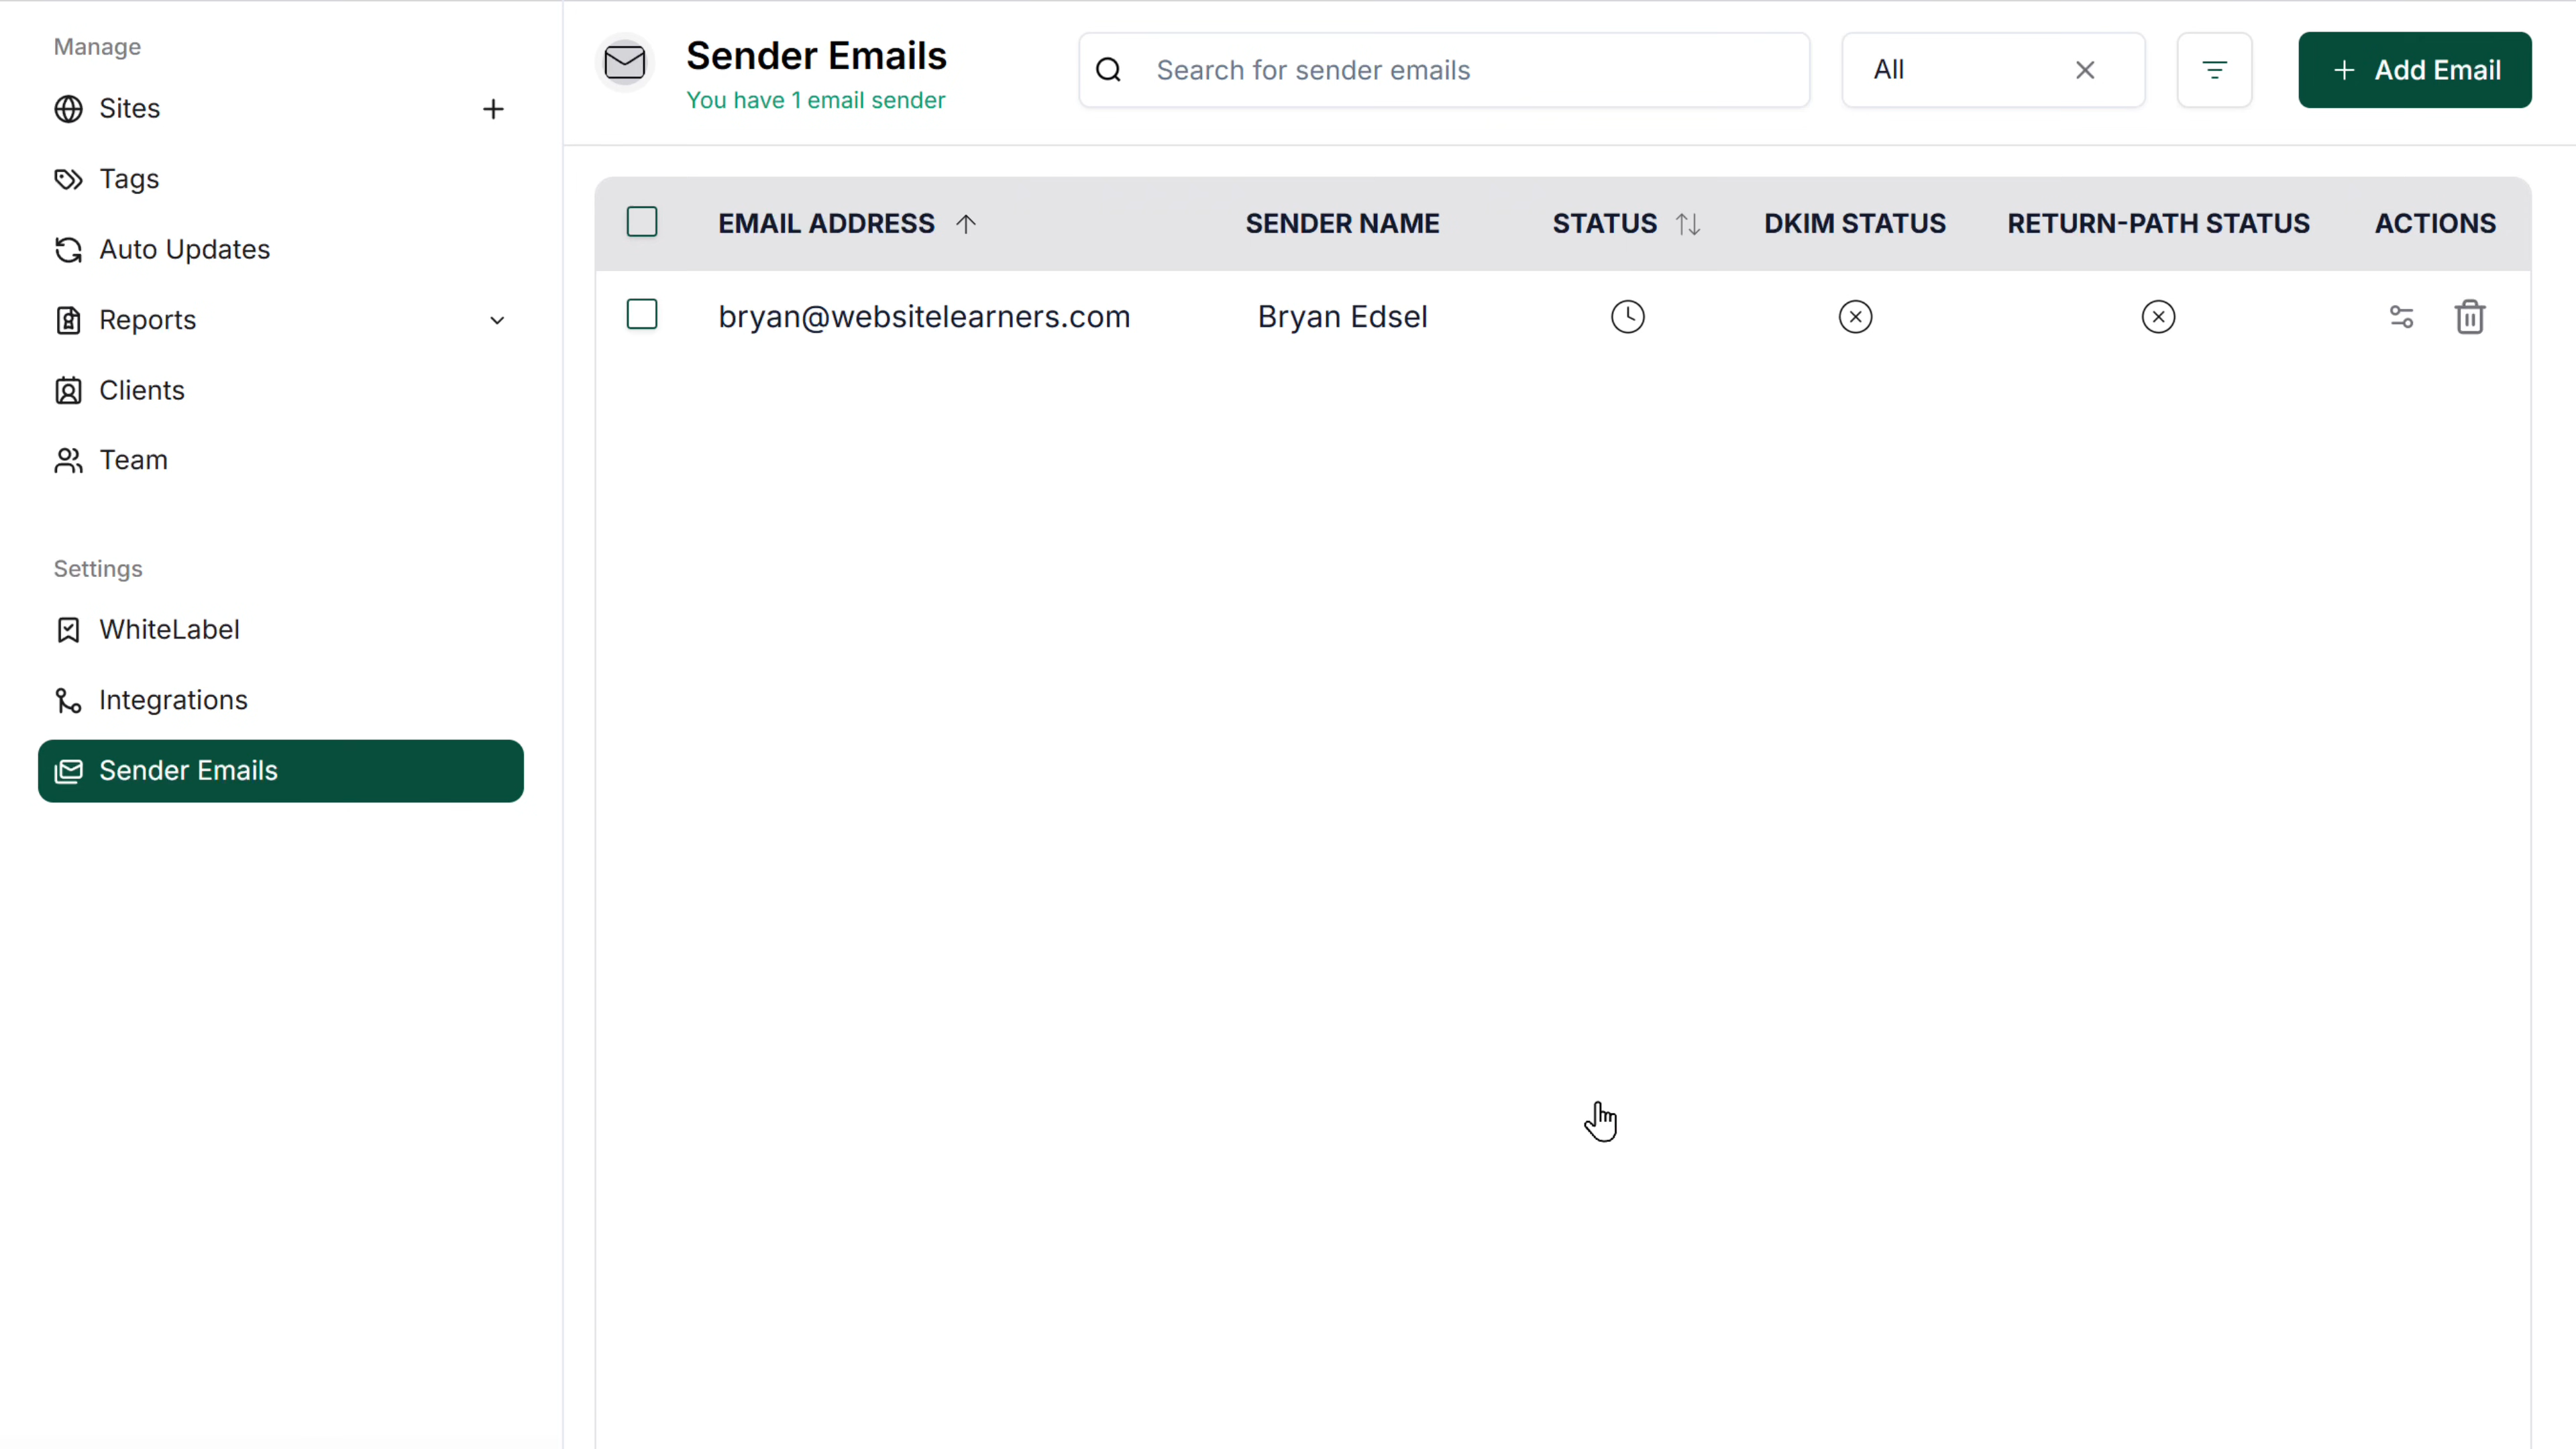 Manage
Sites
Tags
Auto Updates
Reports
Clients
Team
Settings
WhiteLabel
Integrations
Sender Emails
Sender Emails
You have 1 email sender
Search for sender emails
All
Add Email
EMAIL ADDRESS SENDER NAME STATUS DKIM STATUS RETURN-PATH STATUS ACTIONS
bryan@websitelearners.com Bryan Edsel